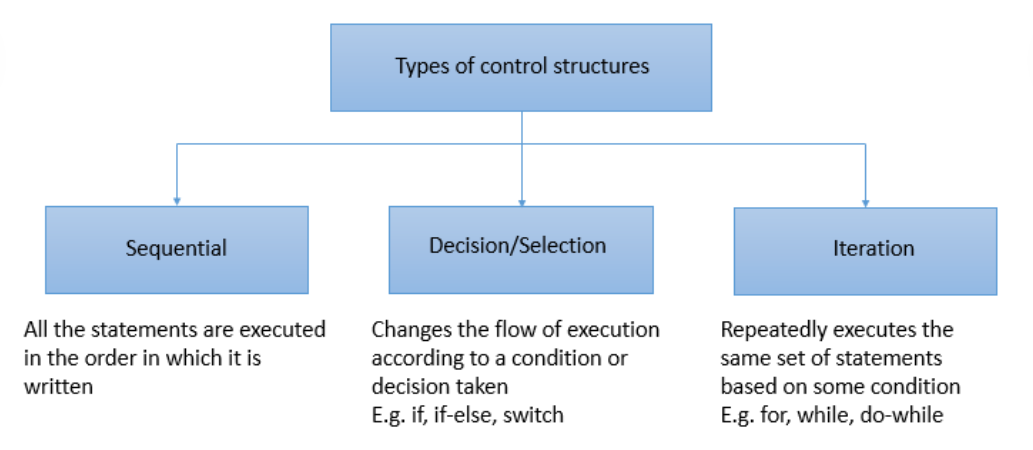 Types of control structures
Sequential
Decision/Selection
Iteration
All the statements are executed
in the order in which it is
written
Changes the flow of execution
according to a condition or
decision taken
E.g. if, if-else, switch
Repeatedly executes the
same set of statements
based on some condition
E.g. for, while, do-while